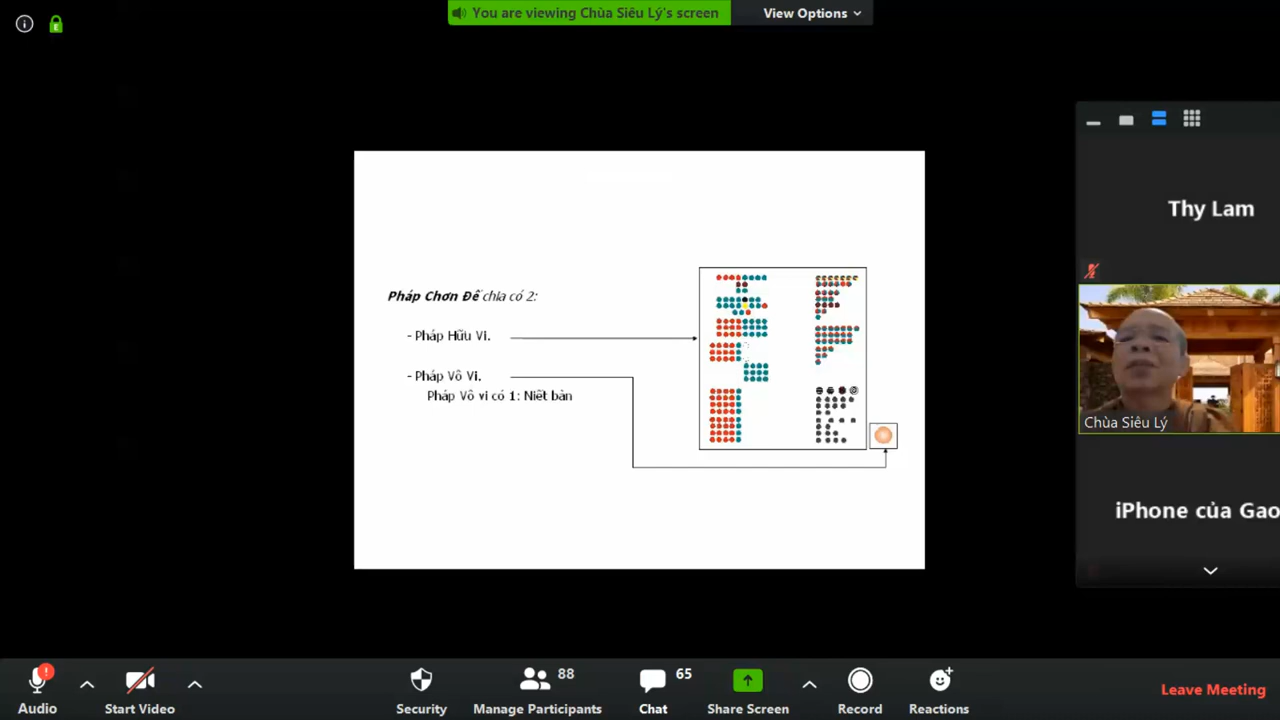 You are viewing Chùa Siêu Lý's screen
View Options
Pháp Chơn Đế chia có 2:
- Pháp Hữu Vi.
- Pháp Vô Vi.
Pháp Vô vi có 1: Niết bàn
Thy Lam
Chùa Siêu Lý
iPhone của Gao
Audio
Start Video
Security
88
Manage Participants
65
Chat
Share Screen
Record
Reactions
Leave Meeting